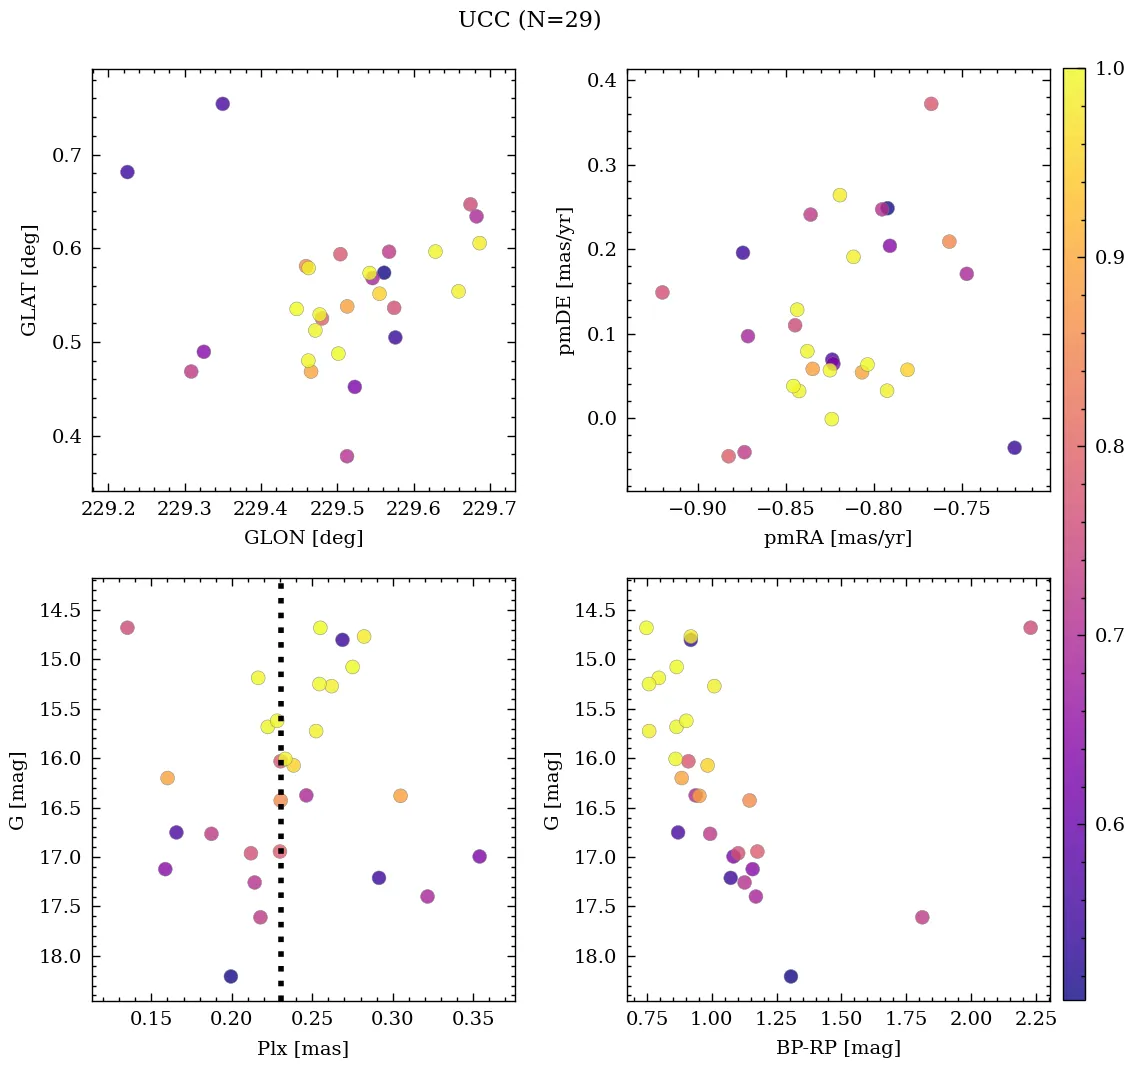 UCC (N=29)
0.7
0.6
0.5
0.4
GLAT [deg]
229.2 229.3 229.4 229.5 229.6 229.7
GLON [deg]
0.4
0.3
0.2
0.1
0.0
pmDE [mas/yr]
−0.90 −0.85 −0.80 −0.75
pmRA [mas/yr]
14.5
15.0
15.5
16.0
16.5
17.0
17.5
18.0
G [mag]
0.15 0.20 0.25 0.30 0.35
Plx [mas]
14.5
15.0
15.5
16.0
16.5
17.0
17.5
18.0
G [mag]
0.75 1.00 1.25 1.50 1.75 2.00 2.25
BP-RP [mag]
1.0
0.9
0.8
0.7
0.6